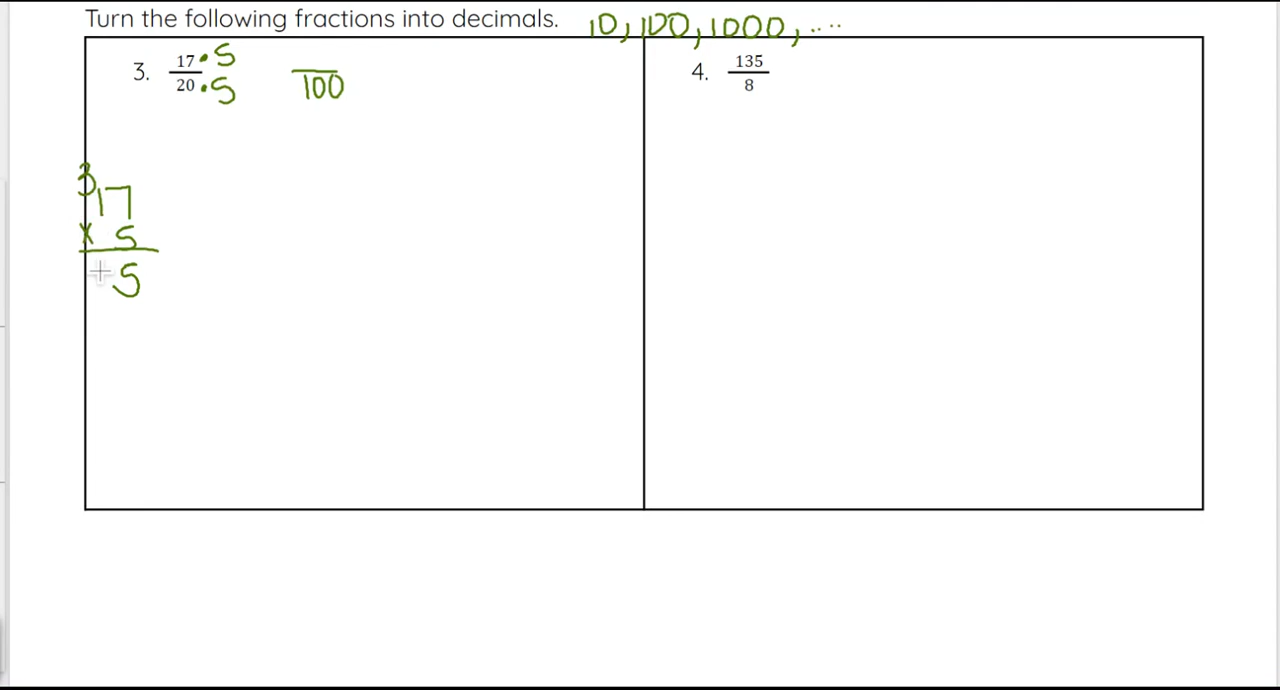 Turn the following fractions into decimals. 10, 100, 1000, ....
3. 17/20 · 5/· 5 /100
4. 135/8
3
17
x 5
5